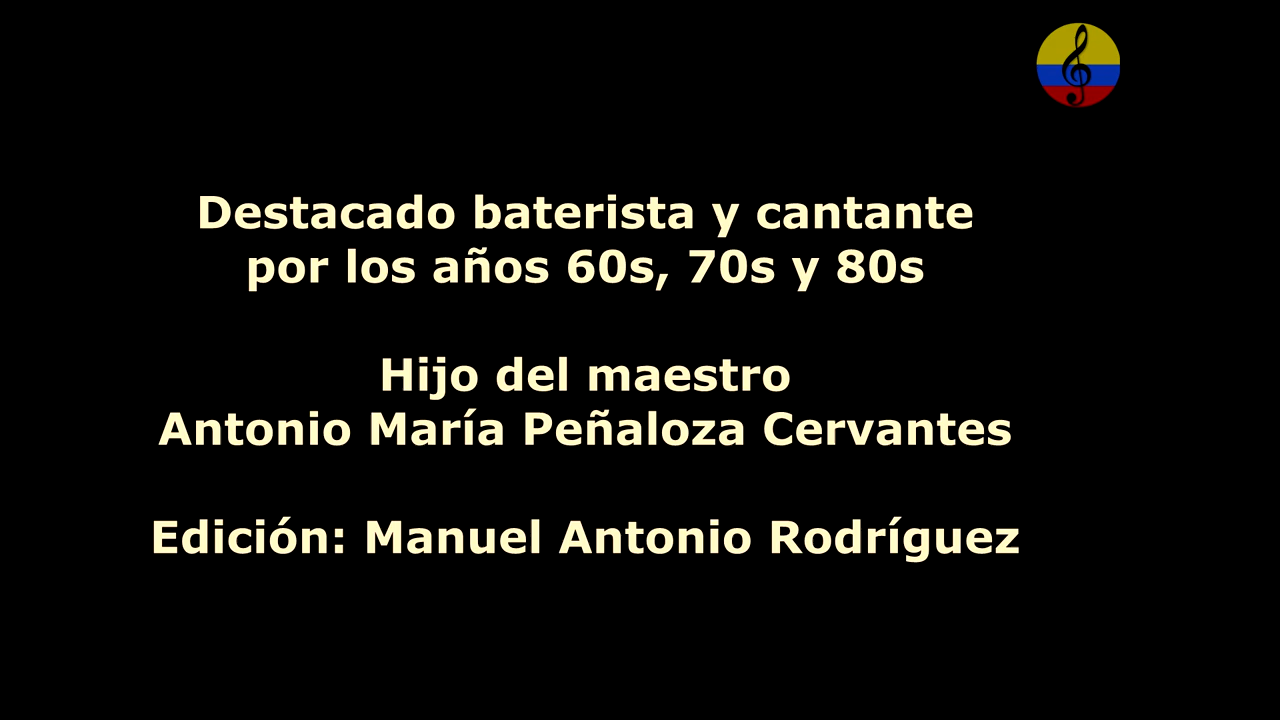 Destacado baterista y cantante
por los años 60s, 70s y 80s
Hijo del maestro
Antonio María Peñaloza Cervantes
Edición: Manuel Antonio Rodríguez